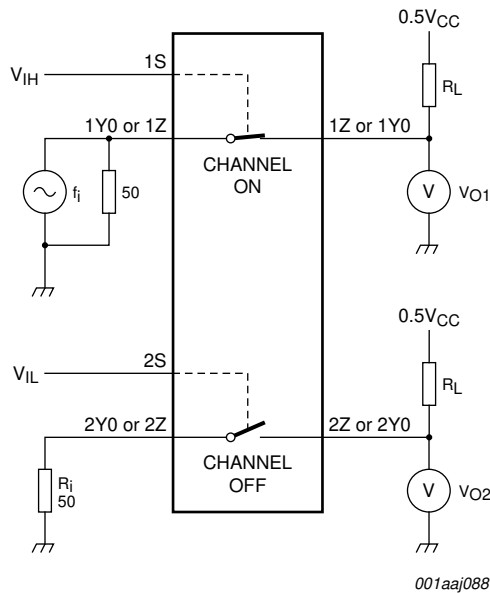 0.5VCC
1S
VIH
RL
1Y0 or 1Z
1Z or 1Y0
CHANNEL
ON
fi
50
V
VO1
0.5VCC
2S
VIL
RL
2Y0 or 2Z
2Z or 2Y0
CHANNEL
OFF
Ri
50
V
VO2
001aaj088